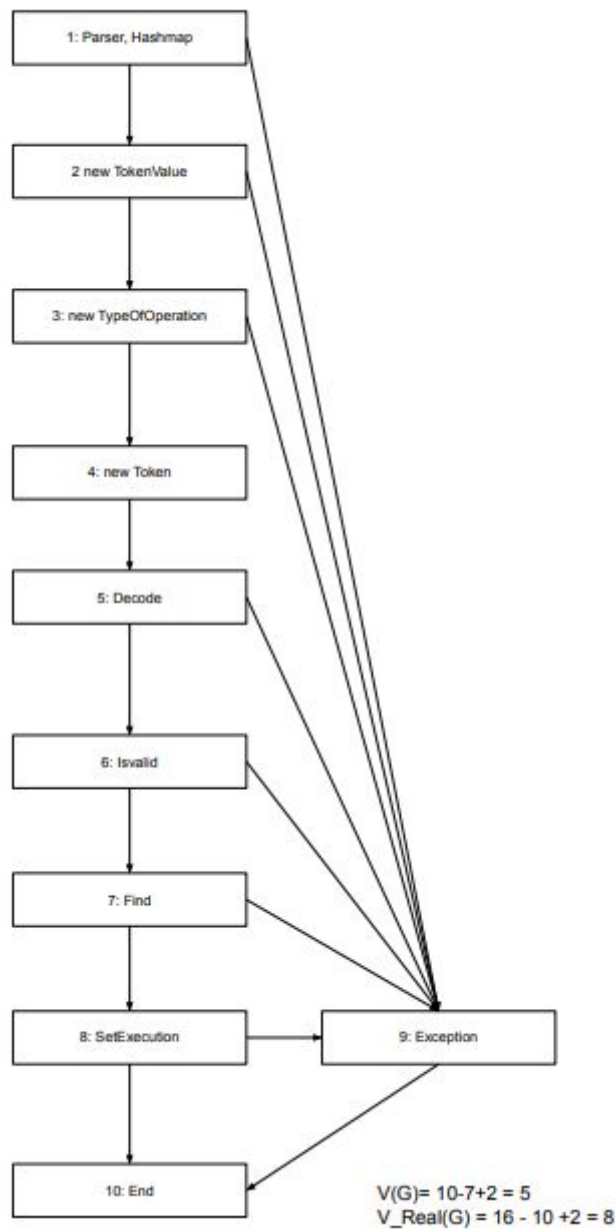 1: Parser, Hashmap
2 new TokenValue
3: new TypeOfOperation
4: new Token
5: Decode
6: Isvalid
7: Find
8: SetExecution
9: Exception
10: End
V(G)= 10-7+2 = 5
V_Real(G) = 16 - 10 +2 = 8